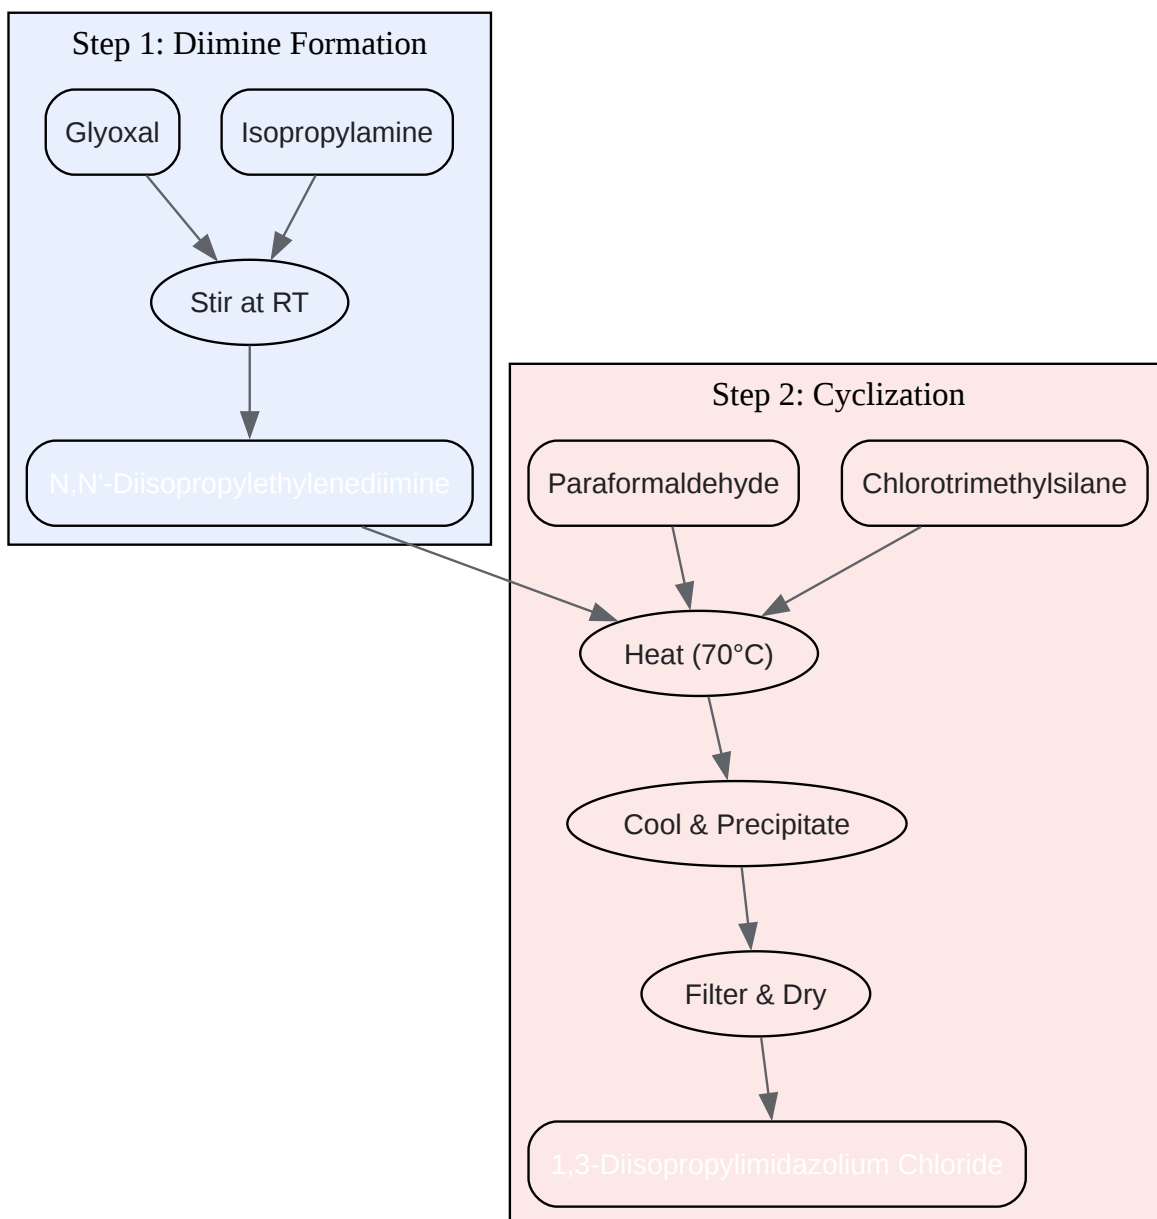 Step 1: Diimine Formation
Glyoxal
Isopropylamine
Stir at RT
N,N'-Diisopropylethylenediimine
Step 2: Cyclization
Paraformaldehyde
Chlorotrimethylsilane
Heat (70°C)
Cool & Precipitate
Filter & Dry
1,3-Diisopropylimidazolium Chloride